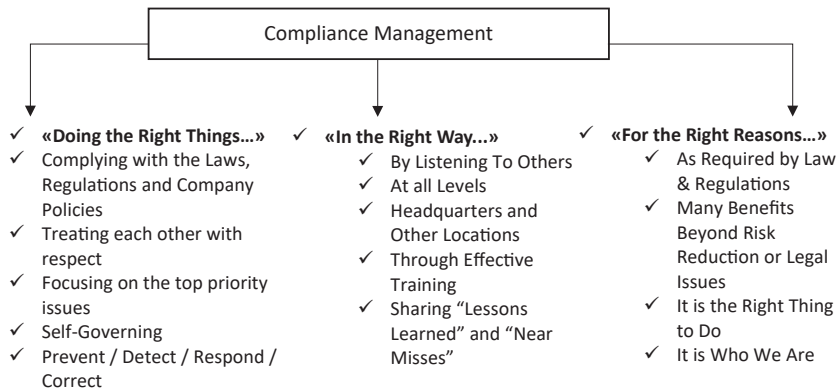 Compliance Management
✓ «Doing the Right Things…»
✓ Complying with the Laws,
Regulations and Company
Policies
✓ Treating each other with
respect
✓ Focusing on the top priority
issues
✓ Self-Governing
✓ Prevent / Detect / Respond /
Correct
✓ «In the Right Way...»
✓ By Listening To Others
✓ At all Levels
✓ Headquarters and
Other Locations
✓ Through Effective
Training
✓ Sharing “Lessons
Learned” and “Near
Misses”
✓ «For the Right Reasons…»
✓ As Required by Law
& Regulations
✓ Many Benefits
Beyond Risk
Reduction or Legal
Issues
✓ It is the Right Thing
to Do
✓ It is Who We Are